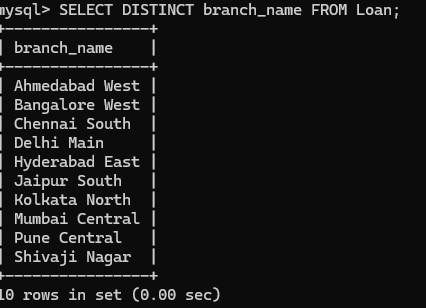 mysql> SELECT DISTINCT branch_name FROM Loan;
+----------------+
| branch_name    |
+----------------+
| Ahmedabad West |
| Bangalore West |
| Chennai South  |
| Delhi Main     |
| Hyderabad East |
| Jaipur South   |
| Kolkata North  |
| Mumbai Central |
| Pune Central   |
| Shivaji Nagar  |
+----------------+
10 rows in set (0.00 sec)